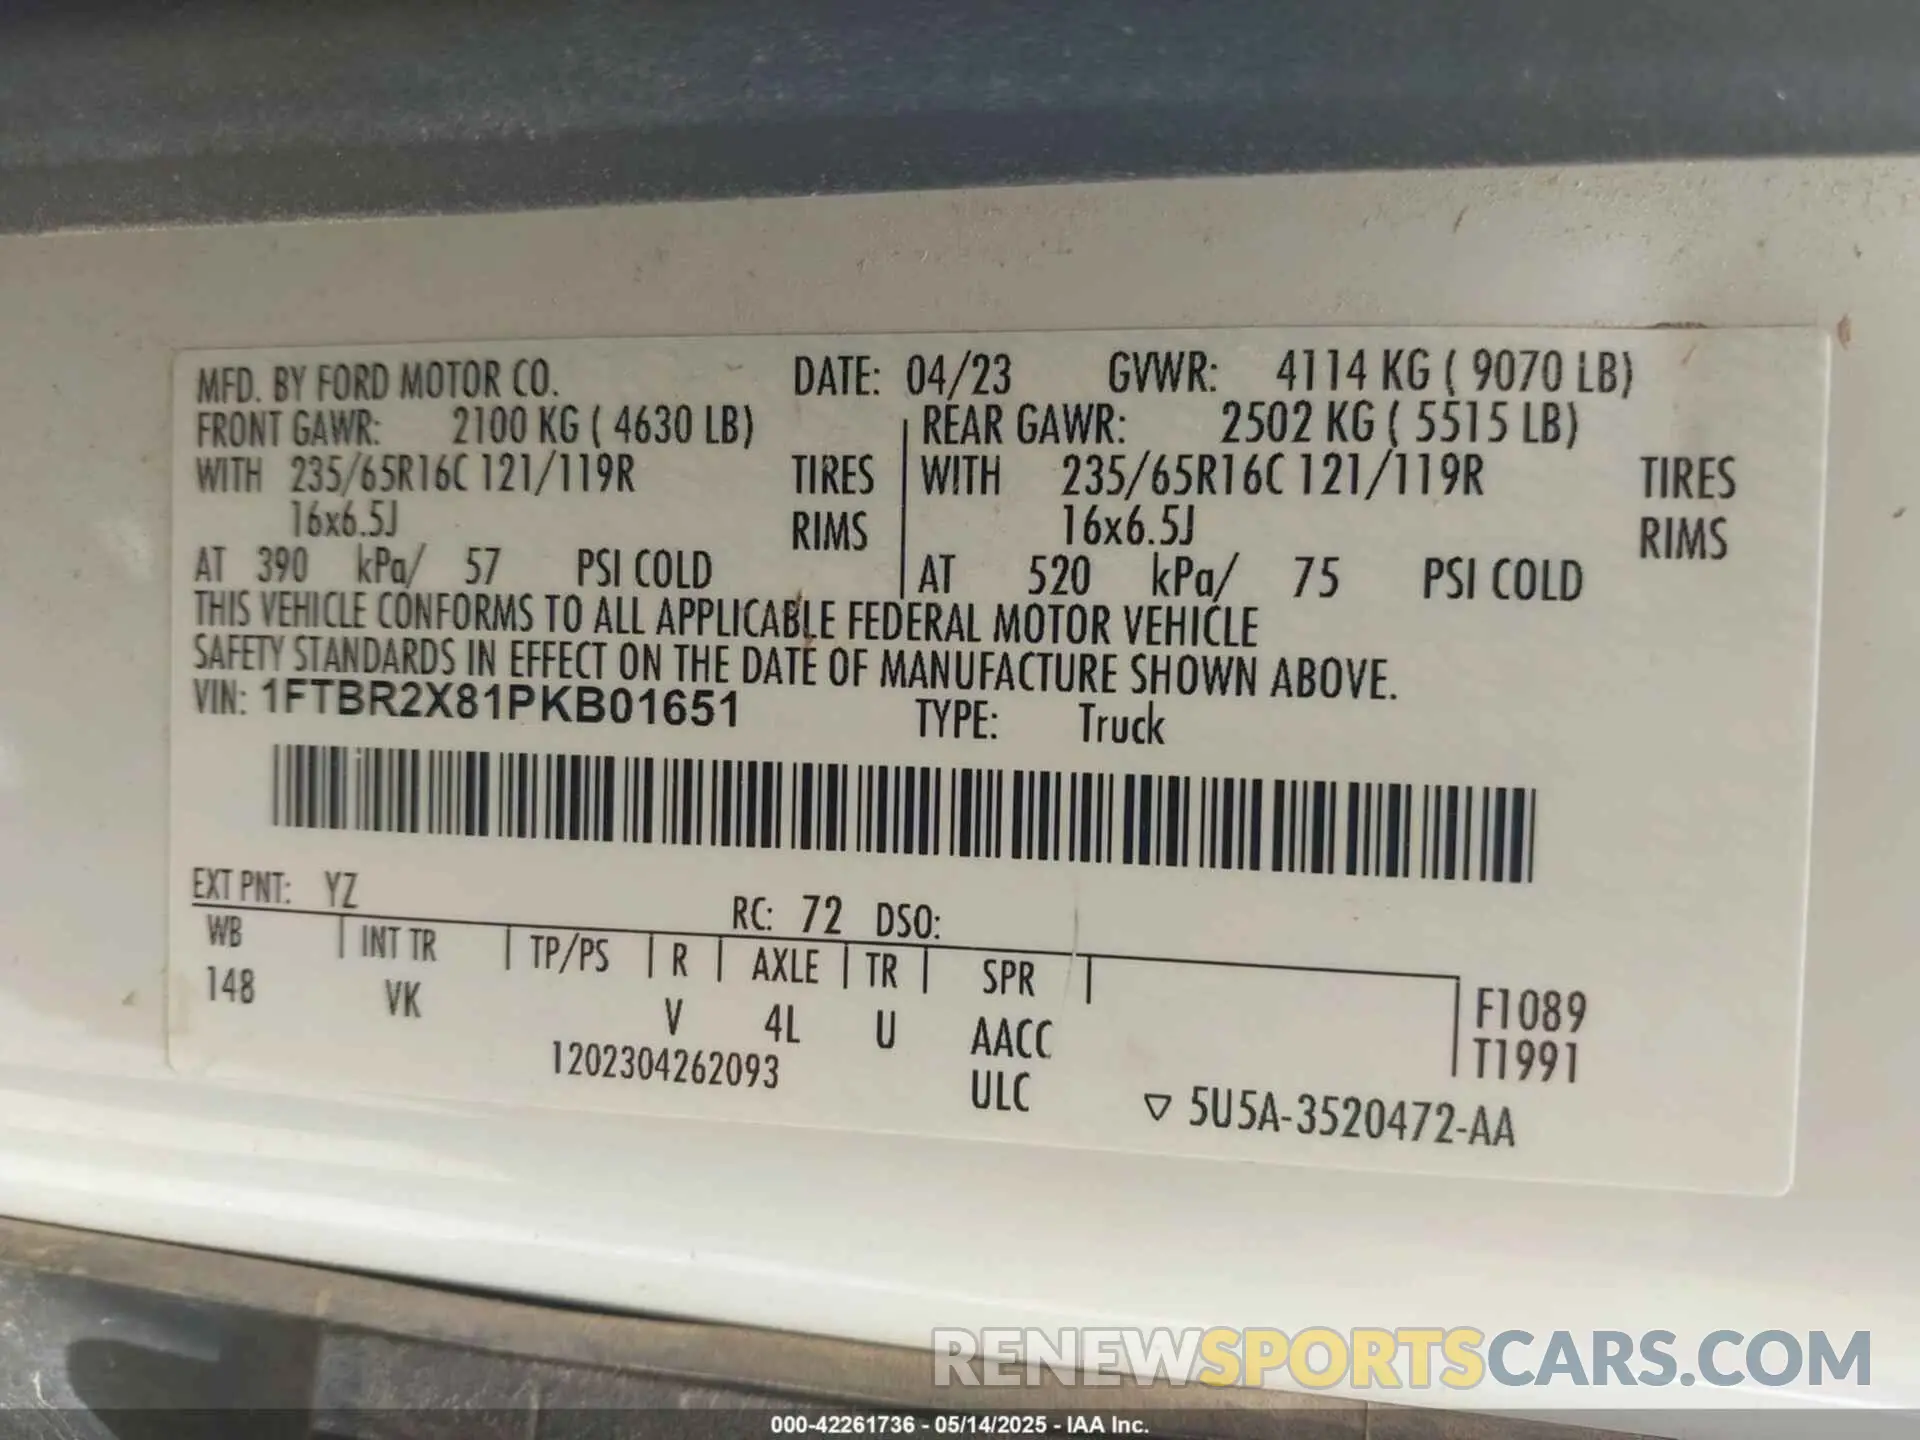 MFD. BY FORD MOTOR CO. DATE: 04/23 GVWR: 4114 KG ( 9070 LB)
FRONT GAWR: 2100 KG ( 4630 LB) REAR GAWR: 2502 KG ( 5515 LB)
WITH 235/65R16C 121/119R TIRES WITH 235/65R16C 121/119R TIRES
16x6.5J RIMS 16x6.5J RIMS
AT 390 kPa/ 57 PSI COLD AT 520 kPa/ 75 PSI COLD
THIS VEHICLE CONFORMS TO ALL APPLICABLE FEDERAL MOTOR VEHICLE
SAFETY STANDARDS IN EFFECT ON THE DATE OF MANUFACTURE SHOWN ABOVE.
VIN: 1FTBR2X81PKB01651 TYPE: Truck
EXT PNT: YZ RC: 72 DSO:
WB INT TR TP/PS R AXLE TR SPR
148 VK V 4L U AACC F1089
1202304262093 ULC T1991
5U5A-3520472-AA
RENEWSPORTSCARS.COM
000-42261736 - 05/14/2025 - IAA Inc.